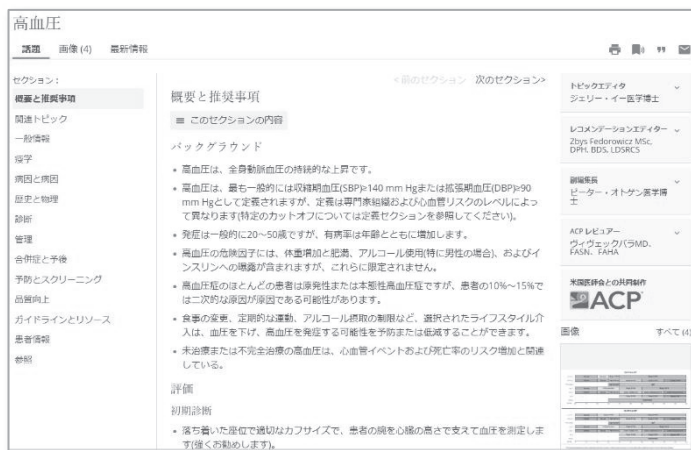 高血圧
話題 画像 (4) 最新情報
セクション：
概要と推奨事項
関連トピック
一般情報
疫学
病因と病因
歴史と物理
診断
管理
合併症と予後
予防とスクリーニング
品質向上
ガイドラインとリソース
患者情報
参照
<前のセクション 次のセクション>
概要と推奨事項
このセクションの内容
バックグラウンド
• 高血圧は、全身動脈血圧の持続的な上昇です。
• 高血圧は、最も一般的には収縮期血圧(SBP)≥140 mm Hgまたは拡張期血圧(DBP)≥90
mm Hgとして定義されますが、定義は専門家組織および心血管リスクのレベルによっ
て異なります(特定のカットオフについては定義セクションを参照してください)。
• 発症は一般的に20〜50歳ですが、有病率は年齢とともに増加します。
• 高血圧の危険因子には、体重増加と肥満、アルコール使用(特に男性の場合)、およびイ
ンスリンへの曝露が含まれますが、これらに限定されません。
• 高血圧症のほとんどの患者は原発性または本態性高血圧症ですが、患者の10%〜15%で
は二次的な原因が原因である可能性があります。
• 食事の変更、定期的な運動、アルコール摂取の制限など、選択されたライフスタイル介
入は、血圧を下げ、高血圧を発症する可能性を予防または低減することができます。
• 未治療または不完全治療の高血圧は、心血管イベントおよび死亡率のリスク増加と関連
している。
評価
初期診断
• 落ち着いた座位で適切なカフサイズで、患者の腕を心臓の高さで支えて血圧を測定しま
す(強くお勧めします)。
トピックエディタ
ジェリー・イー医学博士
レコメンデーションエディター
Zbys Fedorowicz MSc,
DPH, BDS, LDSRCS
副編集長
ピーター・オトゲン医学博
士
ACP レビュアー
ヴィヴェックバラMD、
FASN、FAHA
米国医師会との共同制作
ACP
画像 すべて (4)